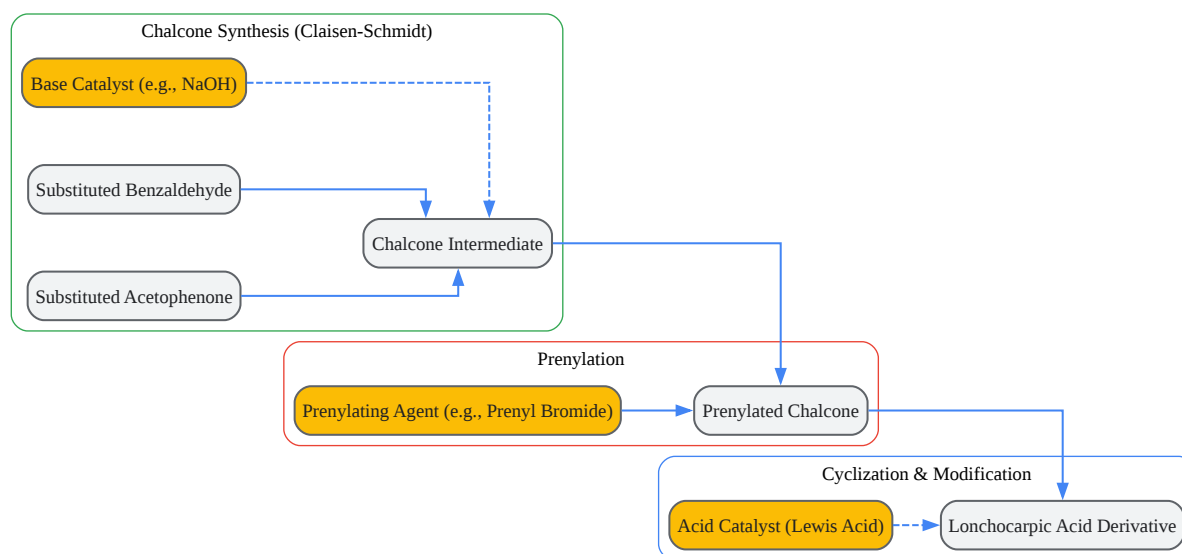 Chalcone Synthesis (Claisen-Schmidt)
Base Catalyst (e.g., NaOH)
Substituted Benzaldehyde
Chalcone Intermediate
Substituted Acetophenone
Prenylation
Prenylating Agent (e.g., Prenyl Bromide)
Prenylated Chalcone
Cyclization & Modification
Acid Catalyst (Lewis Acid)
Lonchocarpic Acid Derivative